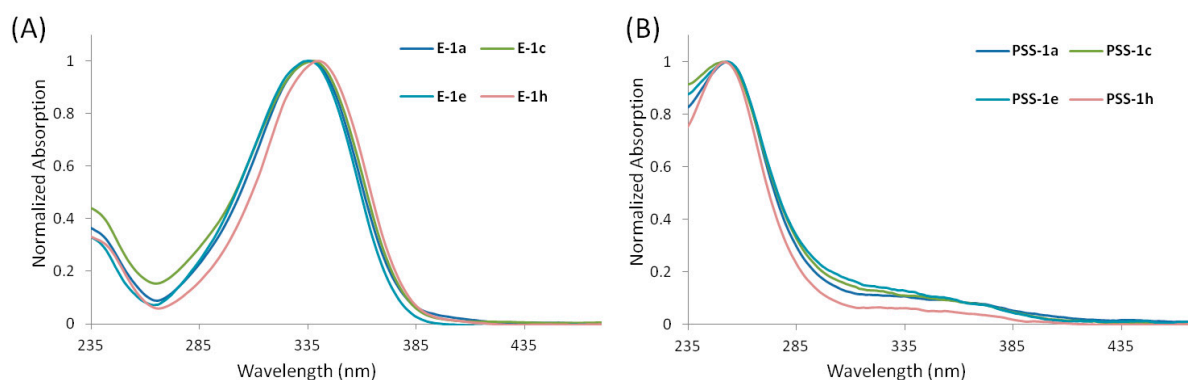 (A)
E-1a E-1c
E-1e E-1h
Normalized Absorption
1
0.8
0.6
0.4
0.2
0
235 285 335 385 435
Wavelength (nm)
(B)
PSS-1a PSS-1c
PSS-1e PSS-1h
Normalized Absorption
1
0.8
0.6
0.4
0.2
0
235 285 335 385 435
Wavelength (nm)